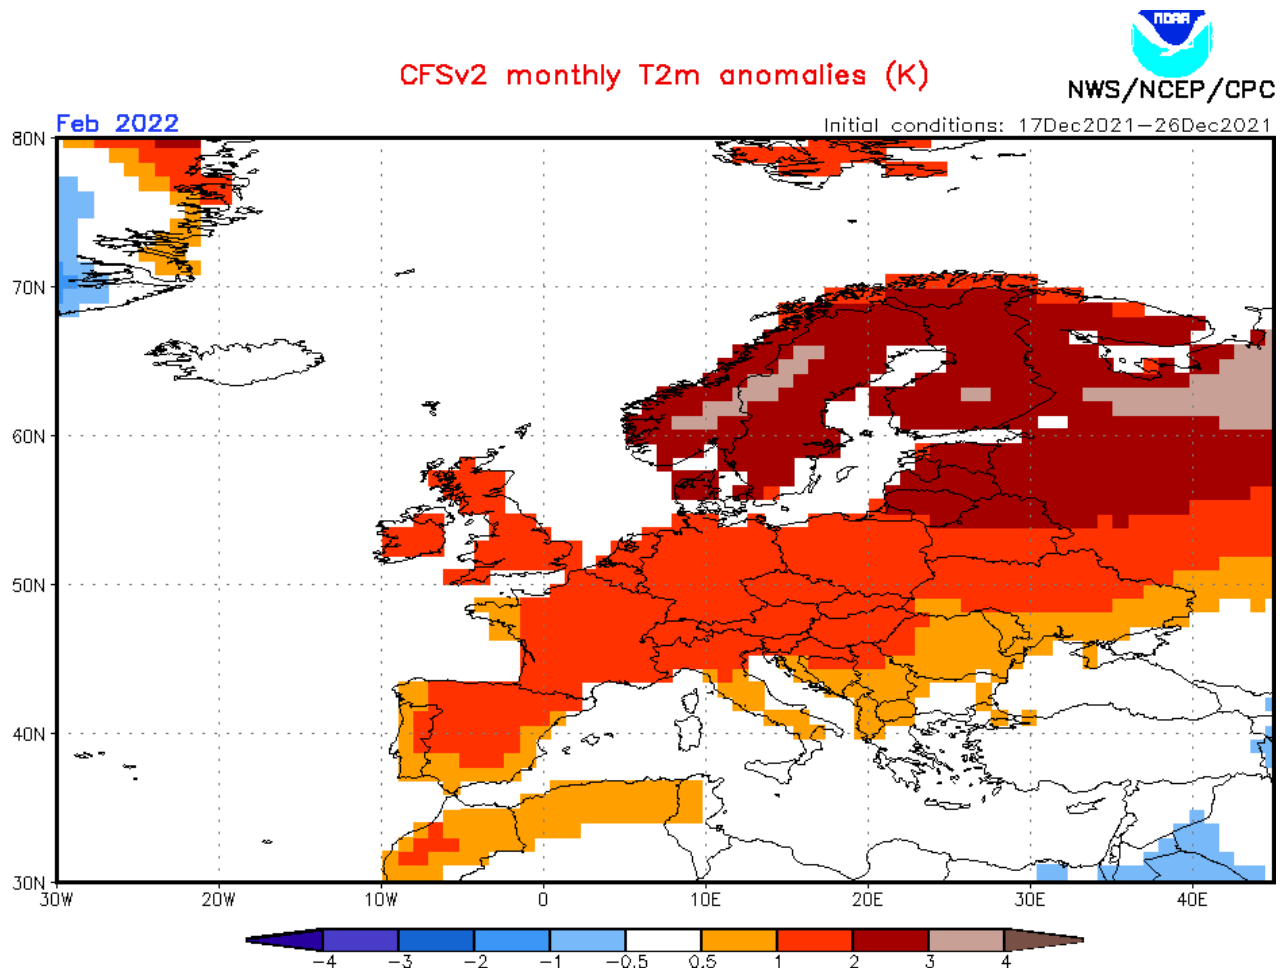 NOAA
CFSv2 monthly T2m anomalies (K)
NWS/NCEP/CPC
Feb 2022
Initial conditions: 17Dec2021−26Dec2021
80N
70N
60N
50N
40N
30N
30W 20W 10W 0 10E 20E 30E 40E
−4 −3 −2 −1 −0.5 0.5 1 2 3 4